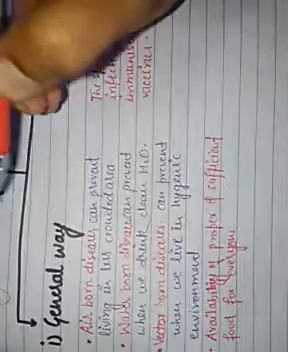 i) General way
• Air born diseases can prevent
living in less crowded area
• Water born diseases can prevent
when we drink clean H₂O.
• Vector born diseases can prevent
when we live in hygenic
environment
Availability of proper & sufficient
food for everyone
The
infect
immunis
vaccines.